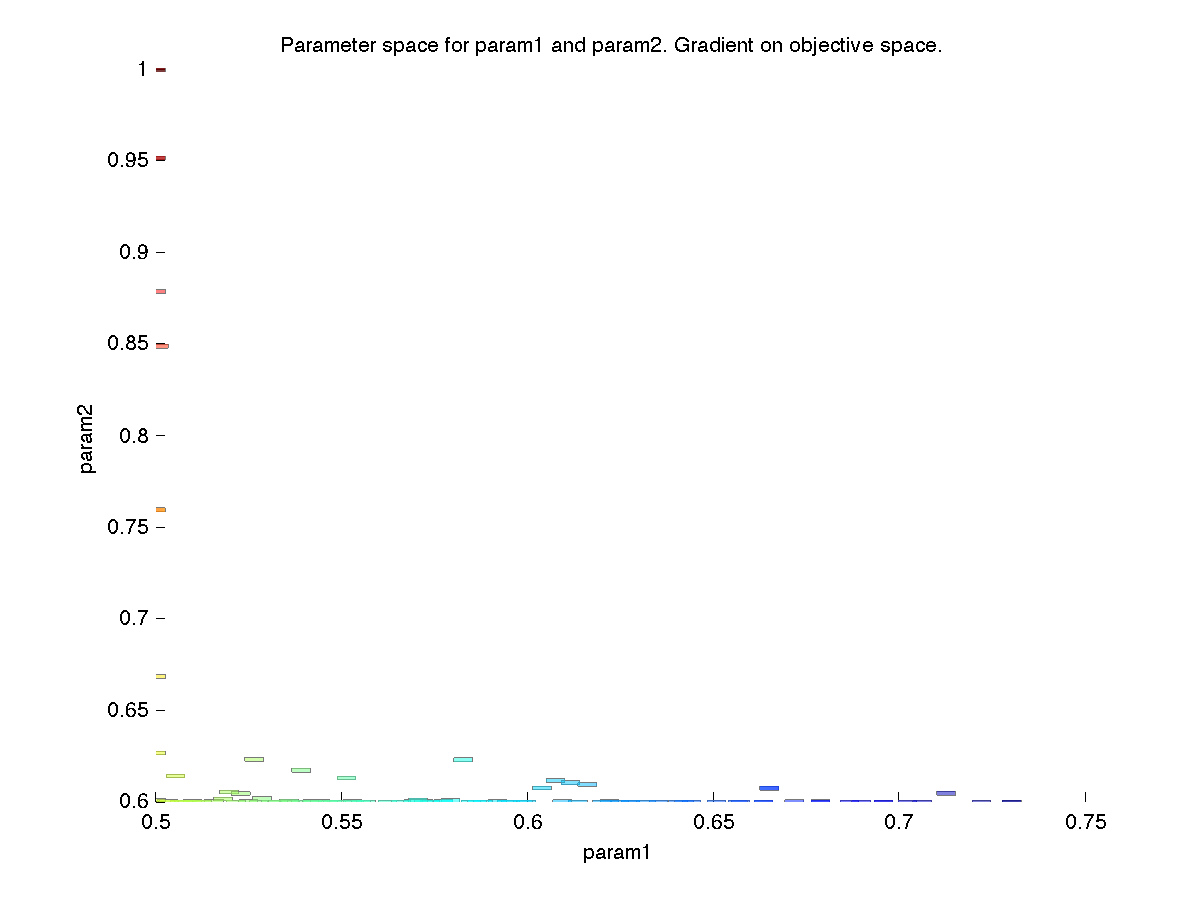 Parameter space for param1 and param2. Gradient on objective space.
1
0.95
0.9
0.85
0.8
0.75
0.7
0.65
0.6
param2
0.5 0.55 0.6 0.65 0.7 0.75
param1